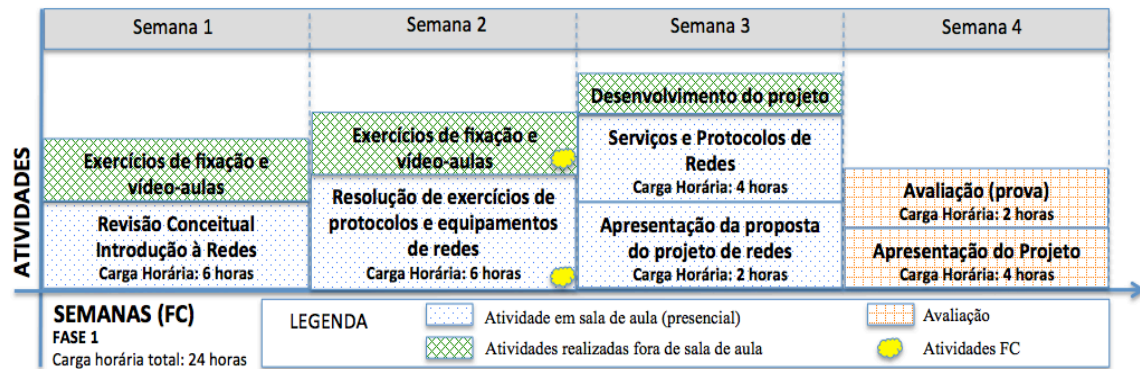 Semana 1
Semana 2
Semana 3
Semana 4
ATIVIDADES
Exercícios de fixação e
vídeo-aulas
Revisão Conceitual
Introdução à Redes
Carga Horária: 6 horas
Exercícios de fixação e
vídeo-aulas
Resolução de exercícios de
protocolos e equipamentos
de redes
Carga Horária: 6 horas
Desenvolvimento do projeto
Serviços e Protocolos de
Redes
Carga Horária: 4 horas
Apresentação da proposta
do projeto de redes
Carga Horária: 2 horas
Avaliação (prova)
Carga Horária: 2 horas
Apresentação do Projeto
Carga Horária: 4 horas
SEMANAS (FC)
FASE 1
Carga horária total: 24 horas
LEGENDA
Atividade em sala de aula (presencial)
Atividades realizadas fora de sala de aula
Avaliação
Atividades FC